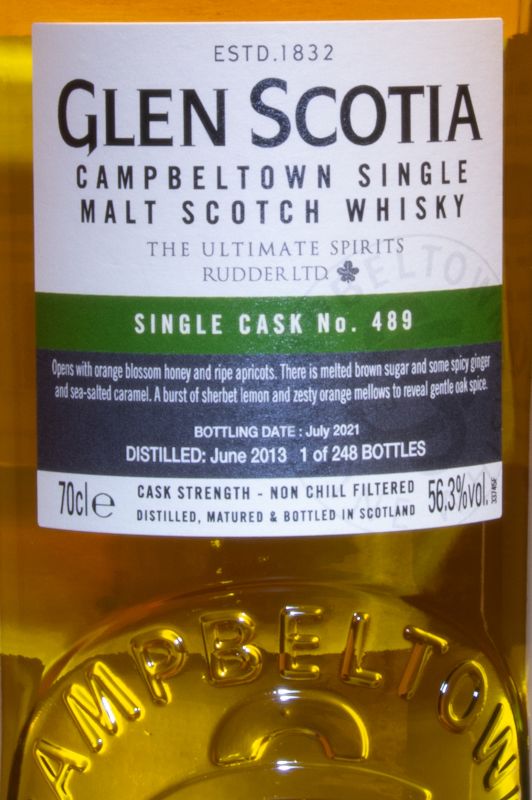 ESTD.1832
GLEN SCOTIA
CAMPBELTOWN SINGLE
MALT SCOTCH WHISKY
THE ULTIMATE SPIRITS
RUDDER LTD.
SINGLE CASK No. 489
Opens with orange blossom honey and ripe apricots. There is melted brown sugar and some spicy ginger
and sea-salted caramel. A burst of sherbet lemon and zesty orange mellows to reveal gentle oak spice.
BOTTLING DATE : July 2021
DISTILLED: June 2013 1 of 248 BOTTLES
70cl e
CASK STRENGTH - NON CHILL FILTERED
DISTILLED, MATURED & BOTTLED IN SCOTLAND
56.3%vol.
AMPBELTOW